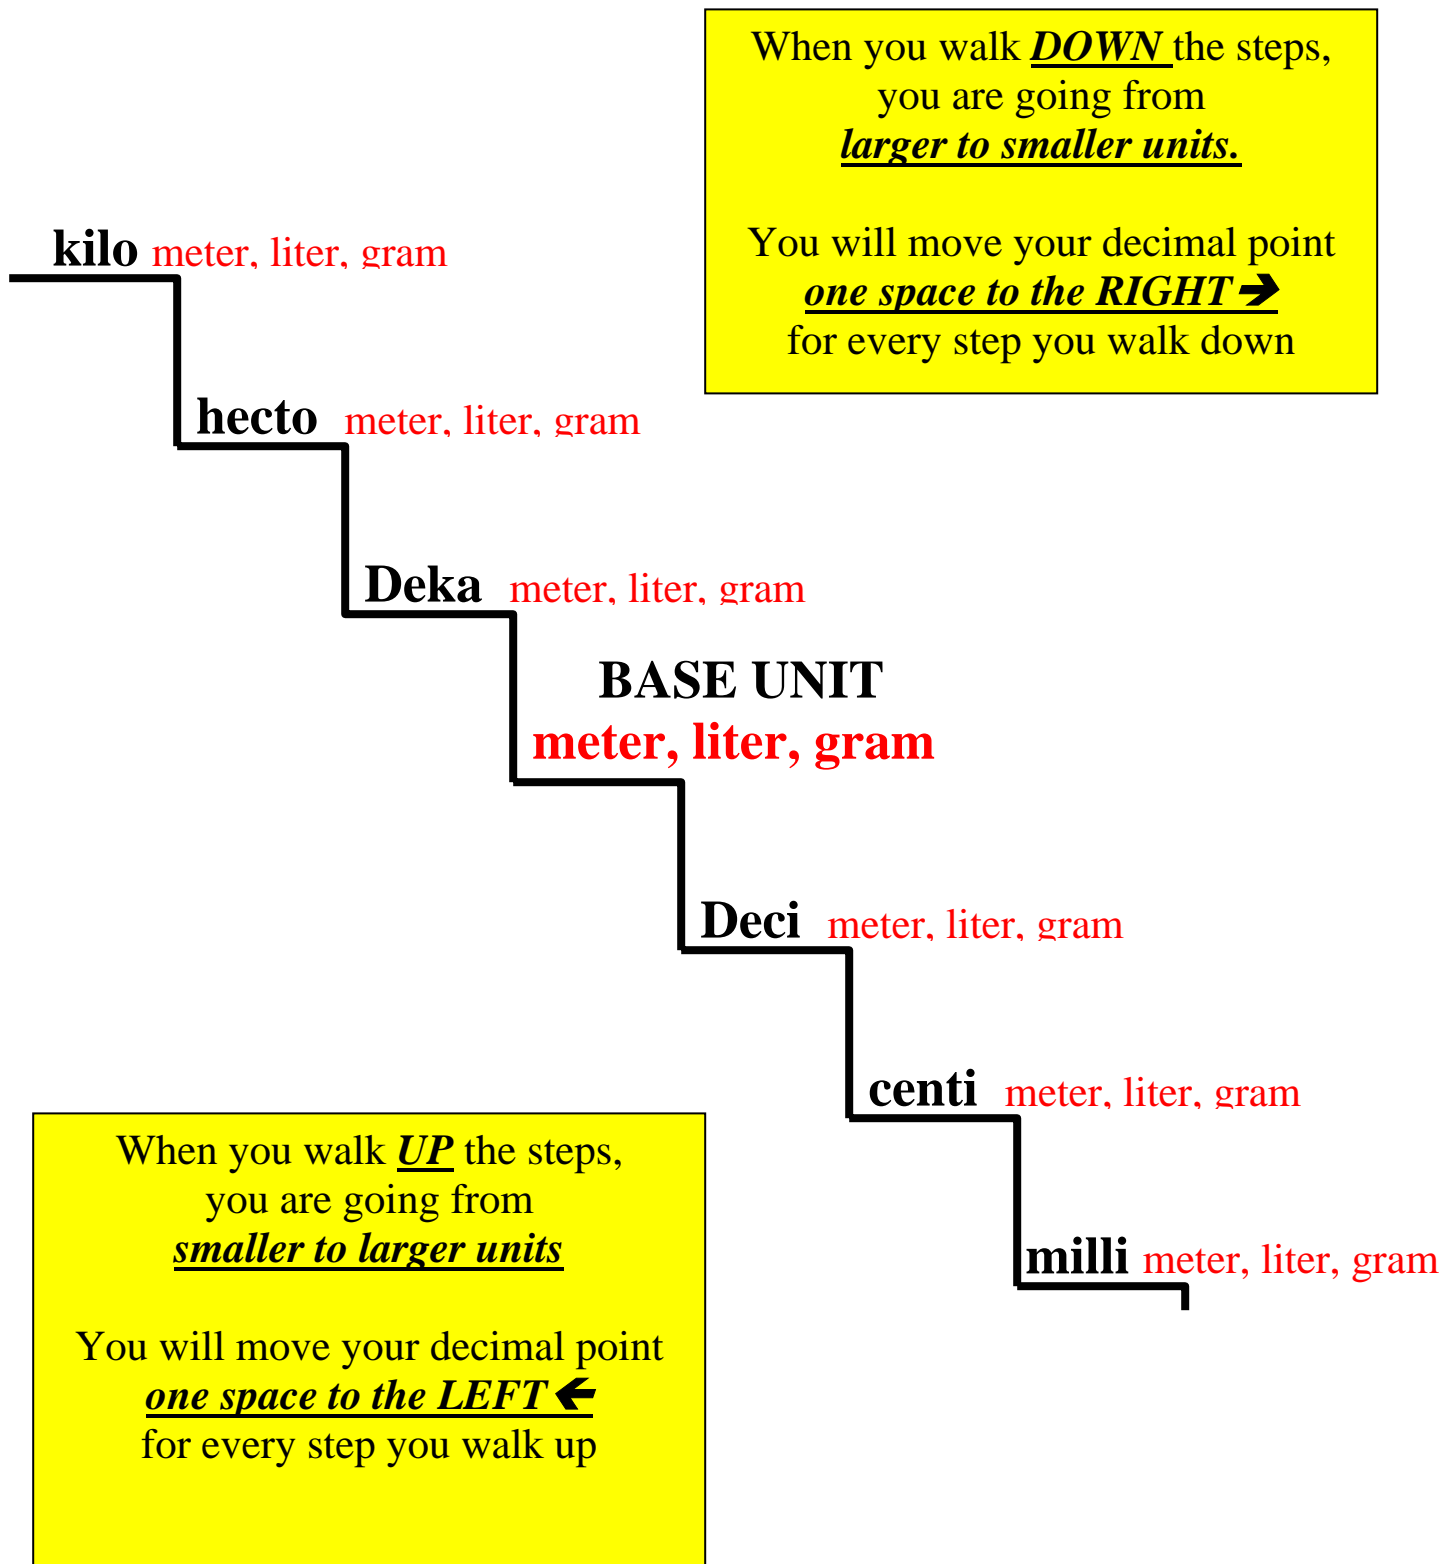 When you walk DOWN the steps,
you are going from
larger to smaller units.
You will move your decimal point
one space to the RIGHT➔
for every step you walk down
kilo meter, liter, gram
hecto meter, liter, gram
Deka meter, liter, gram
BASE UNIT
meter, liter, gram
Deci meter, liter, gram
centi meter, liter, gram
milli meter, liter, gram
When you walk UP the steps,
you are going from
smaller to larger units
You will move your decimal point
one space to the LEFT🡸
for every step you walk up